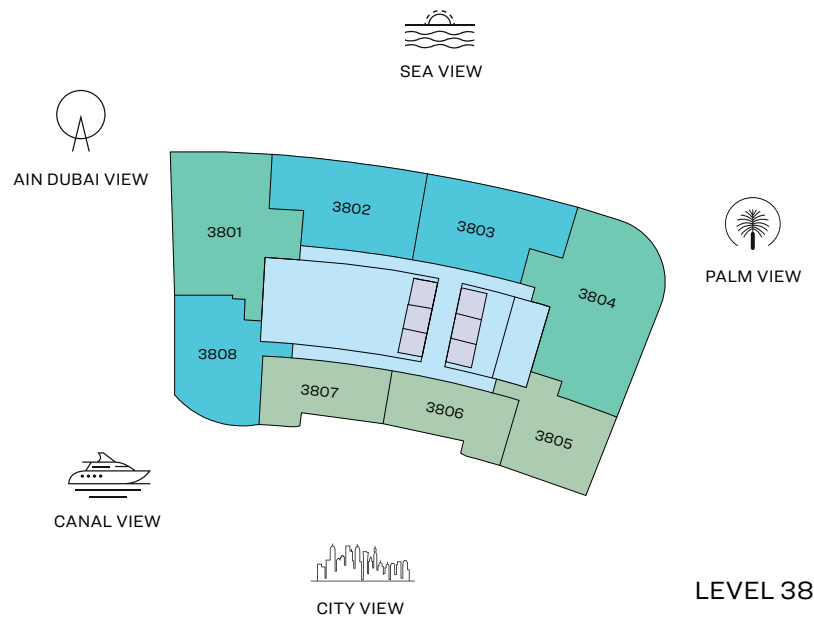 SEA VIEW
AIN DUBAI VIEW
3801
3802
3803
3804
PALM VIEW
3808
3807
3806
3805
CANAL VIEW
CITY VIEW
LEVEL 38